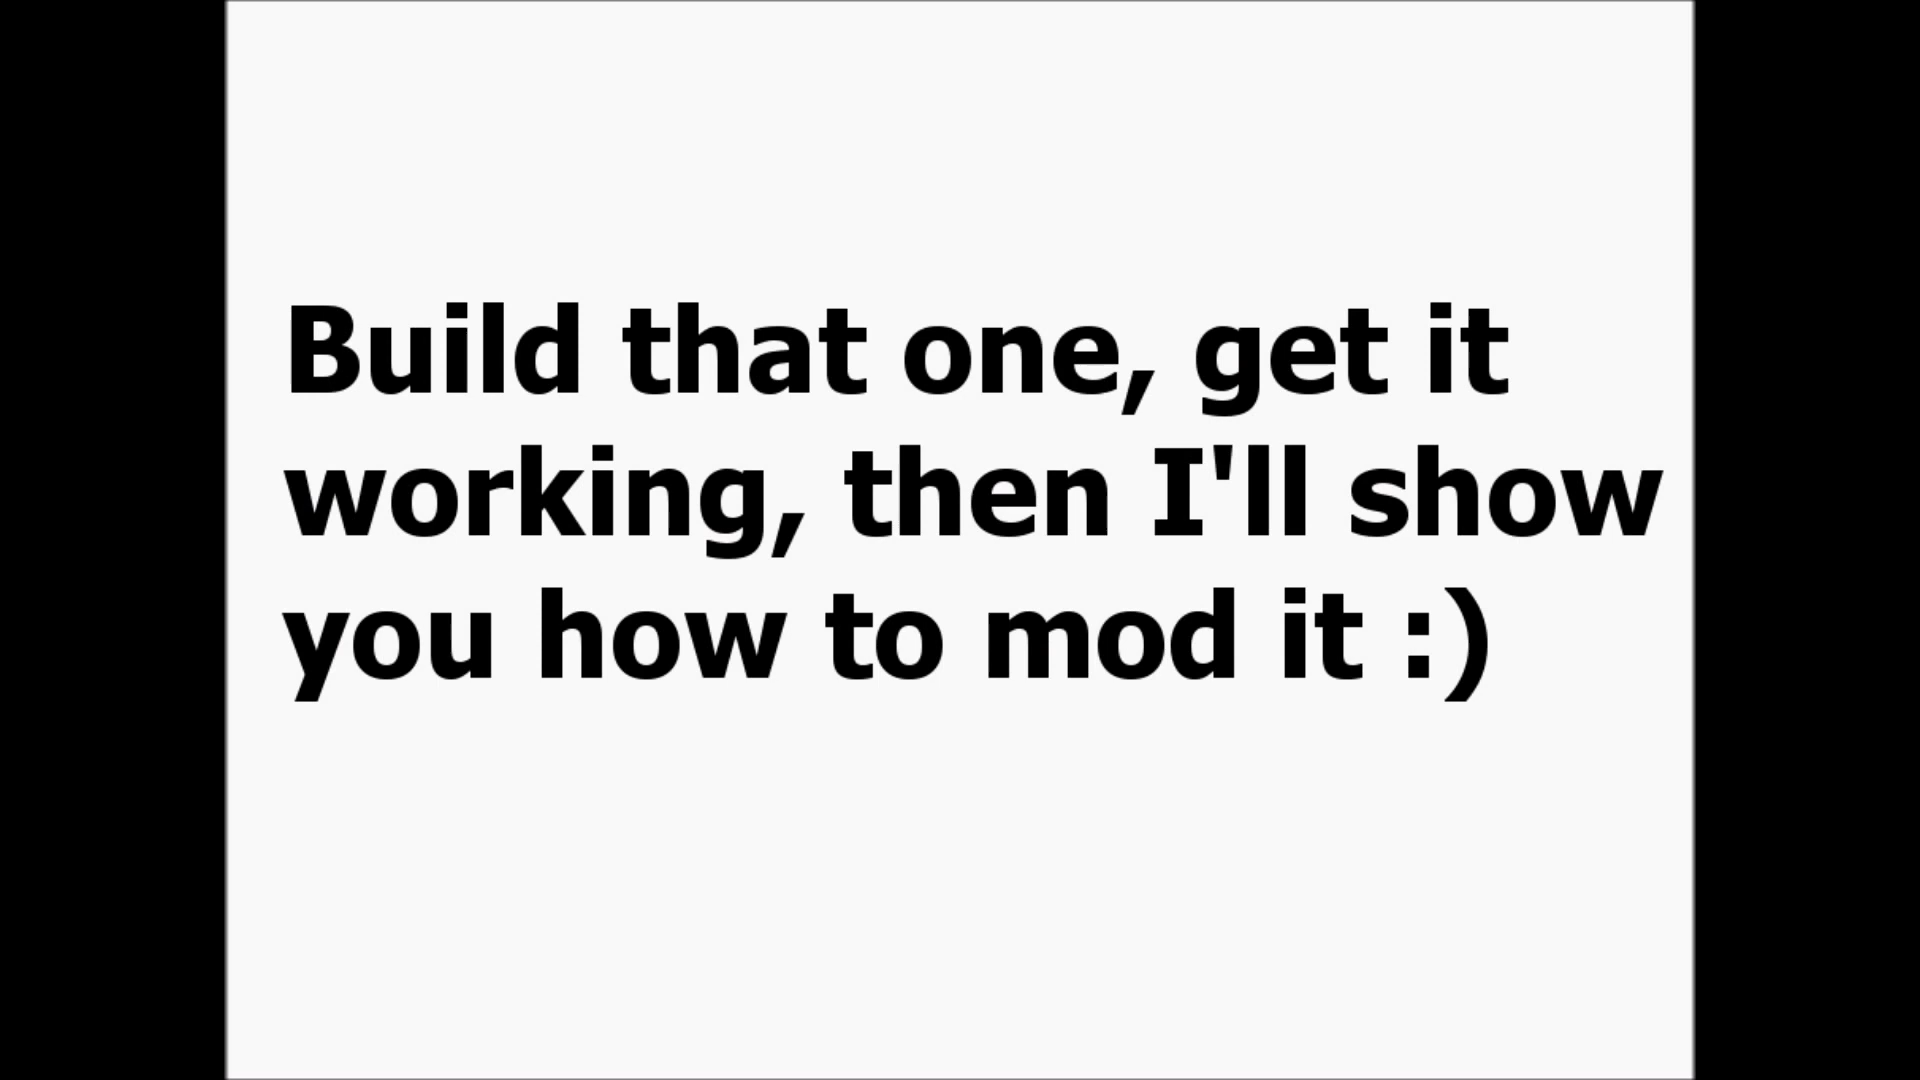 Build that one, get it
working, then I'll show
you how to mod it :)